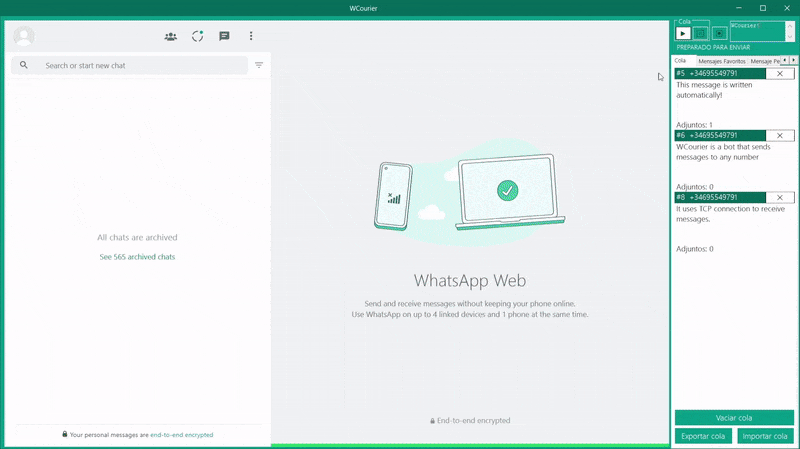 WCourier
Search or start new chat
All chats are archived
See 565 archived chats
Your personal messages are end-to-end encrypted
WhatsApp Web
Send and receive messages without keeping your phone online.
Use WhatsApp on up to 4 linked devices and 1 phone at the same time.
End-to-end encrypted
Cola
WCourier
PREPARADO PARA ENVIAR
Cola
Mensajes Favoritos
Mensaje Pe
#5 +34695549791
This message is written
automatically!
Adjuntos: 1
#6 +34695549791
WCourier is a bot that sends
messages to any number
Adjuntos: 0
#8 +34695549791
It uses TCP connection to receive
messages.
Adjuntos: 0
Vaciar cola
Exportar cola
Importar cola